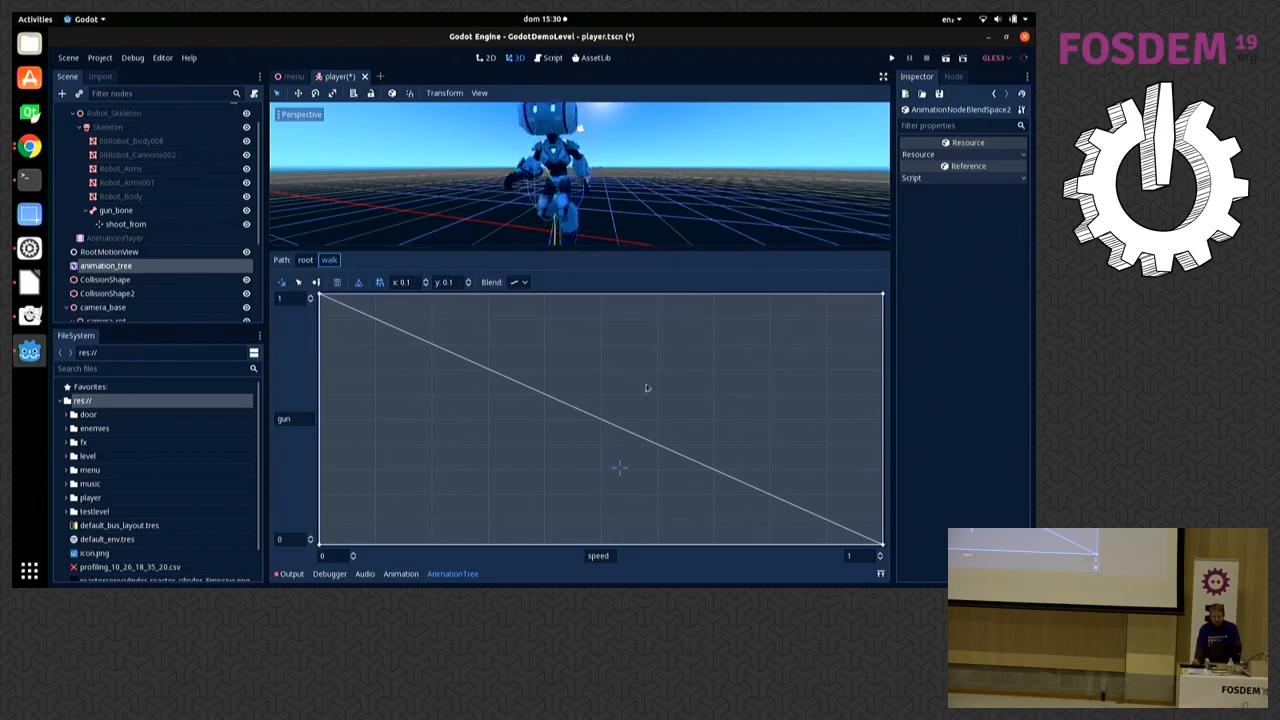 Activities Godot dom 15:30 en
Godot Engine - GodotDemoLevel - player.tscn (*)
Scene Project Debug Editor Help 2D 3D Script AssetLib GLES3
Scene Import menu player(*) Inspector Node
Filter nodes Transform View
AnimationNodeBlendSpace2
Robot_Skeleton Perspective Filter properties
Skeleton
00Robot_Body008 Resource
00Robot_Cannons002 Resource
Robot_Arms Reference
Robot_Arms001 Script
Robot_Body
gun_bone
shoot_from
AnimationPlayer
RootMotionView Path: root walk
animation_tree
CollisionShape x: 0.1 y: 0.1 Blend:
CollisionShape2 1
camera_base
FileSystem
res://
Search files
Favorites:
res://
door gun
enemies
fx
level
menu
music
player
testlevel
default_bus_layout.tres
default_env.tres 0
icon.png 0 speed 1
profiling_10_26_18_35_20.csv
Output Debugger Audio Animation AnimationTree
FOSDEM 19
.org
FOSDEM